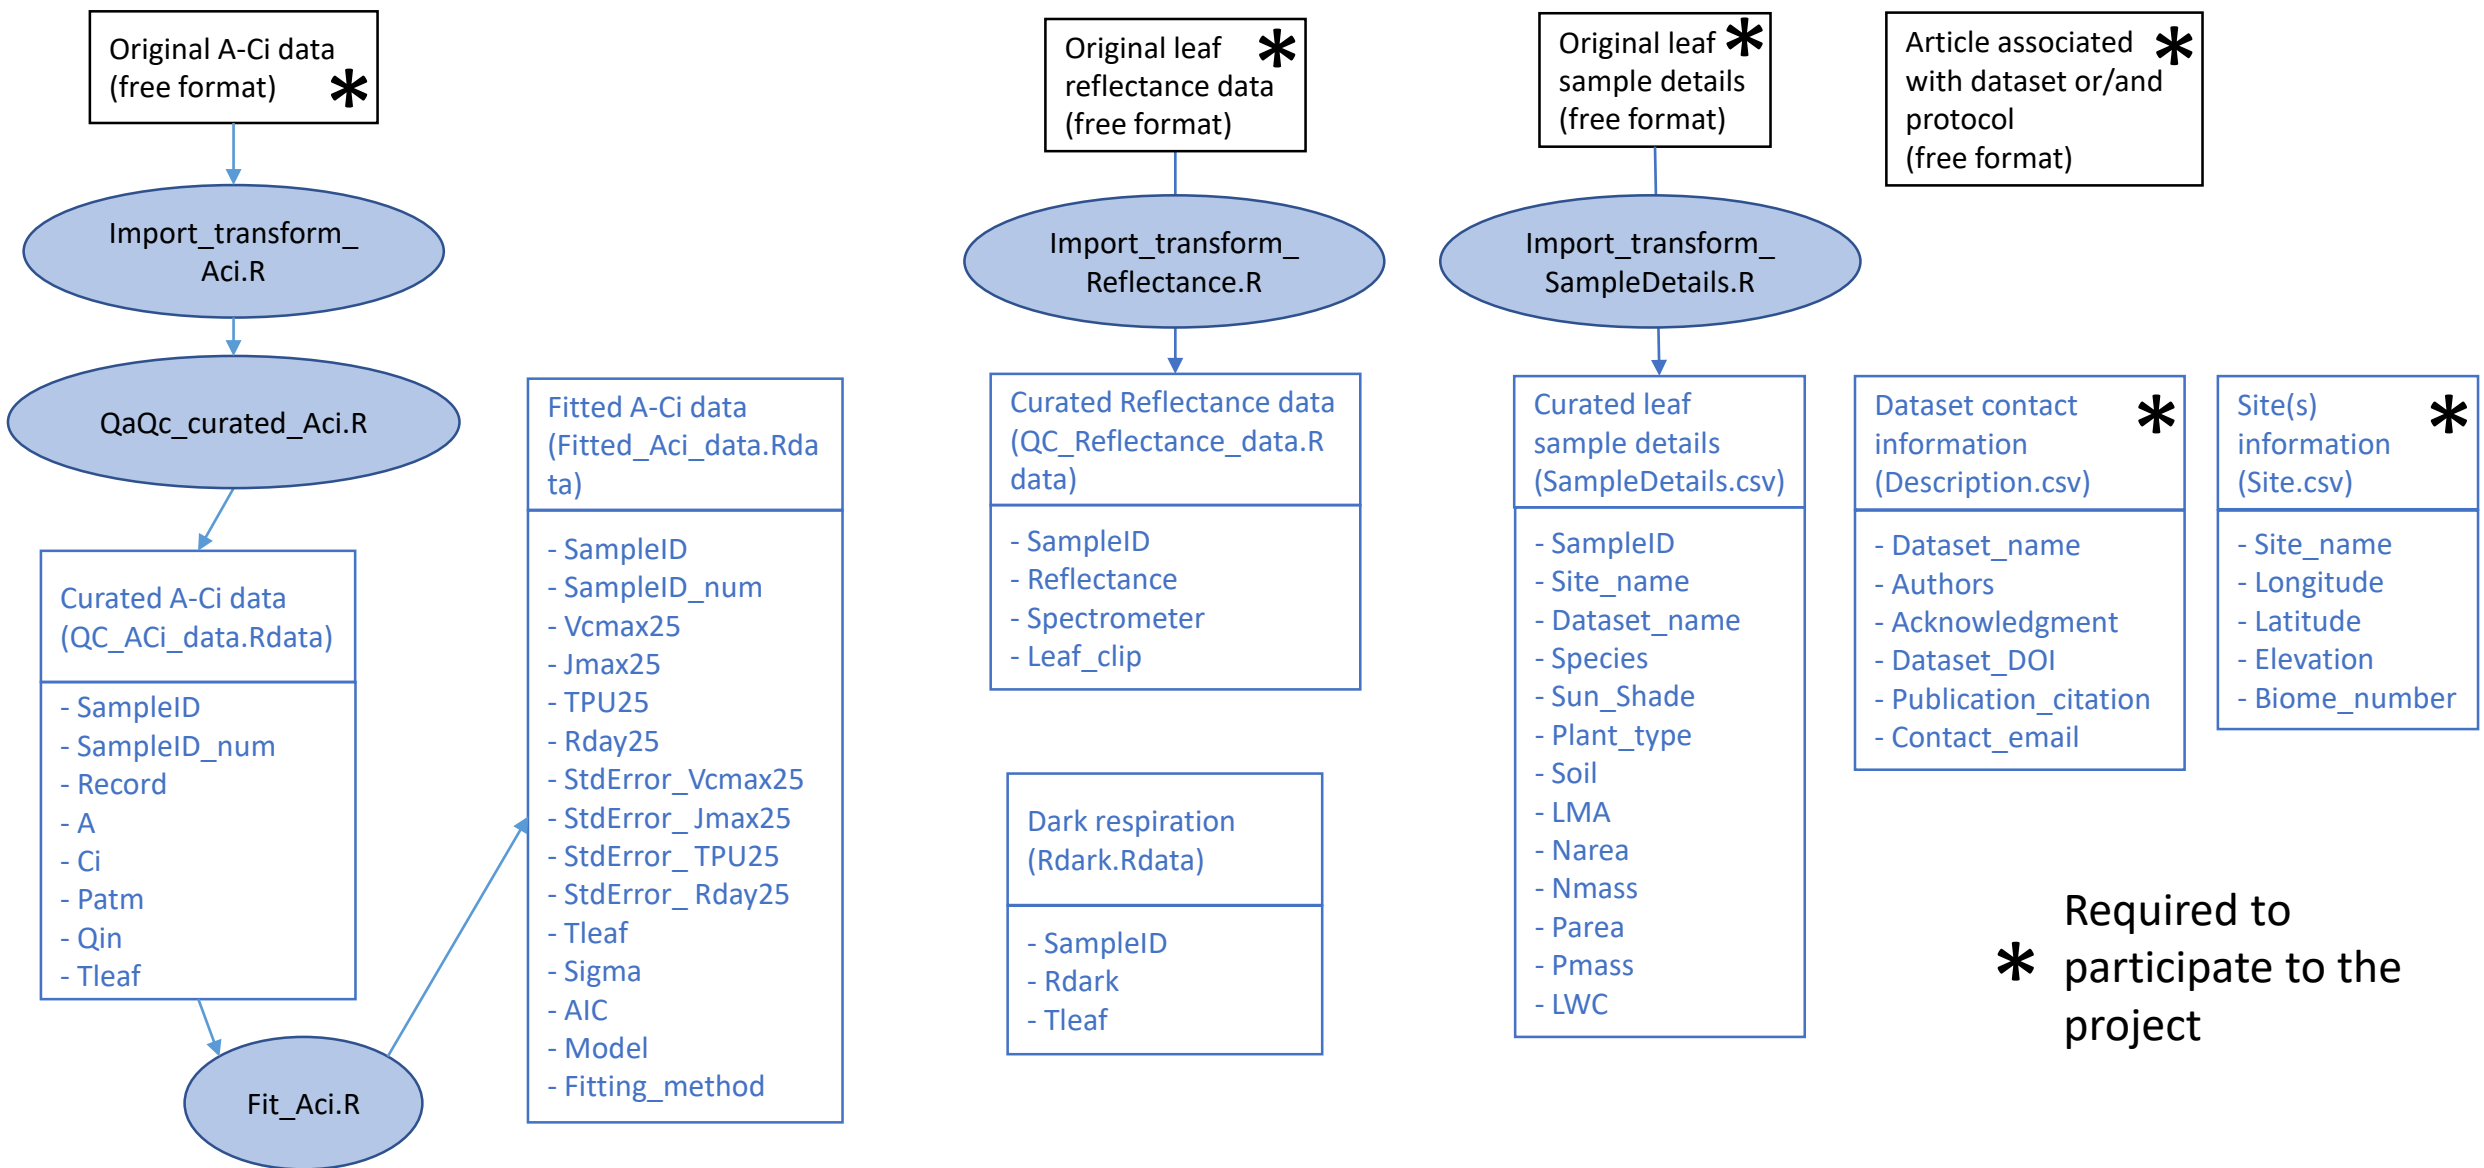 Original A-Ci data
(free format)
*
Import_transform_
Aci.R
QaQc_curated_Aci.R
Curated A-Ci data
(QC_ACi_data.Rdata)
- SampleID
- SampleID_num
- Record
- A
- Ci
- Patm
- Qin
- Tleaf
Fit_Aci.R
Fitted A-Ci data
(Fitted_Aci_data.Rda
ta)
- SampleID
- SampleID_num
- Vcmax25
- Jmax25
- TPU25
- Rday25
- StdError_Vcmax25
- StdError_ Jmax25
- StdError_ TPU25
- StdError_ Rday25
- Tleaf
- Sigma
- AIC
- Model
- Fitting_method
Original leaf
reflectance data
(free format)
*
Import_transform_
Reflectance.R
Curated Reflectance data
(QC_Reflectance_data.R
data)
- SampleID
- Reflectance
- Spectrometer
- Leaf_clip
Dark respiration
(Rdark.Rdata)
- SampleID
- Rdark
- Tleaf
Original leaf
sample details
(free format)
*
Import_transform_
SampleDetails.R
Curated leaf
sample details
(SampleDetails.csv)
- SampleID
- Site_name
- Dataset_name
- Species
- Sun_Shade
- Plant_type
- Soil
- LMA
- Narea
- Nmass
- Parea
- Pmass
- LWC
Article associated
with dataset or/and
protocol
(free format)
*
Dataset contact
information
(Description.csv)
*
- Dataset_name
- Authors
- Acknowledgment
- Dataset_DOI
- Publication_citation
- Contact_email
Site(s)
information
(Site.csv)
*
- Site_name
- Longitude
- Latitude
- Elevation
- Biome_number
* Required to
participate to the
project